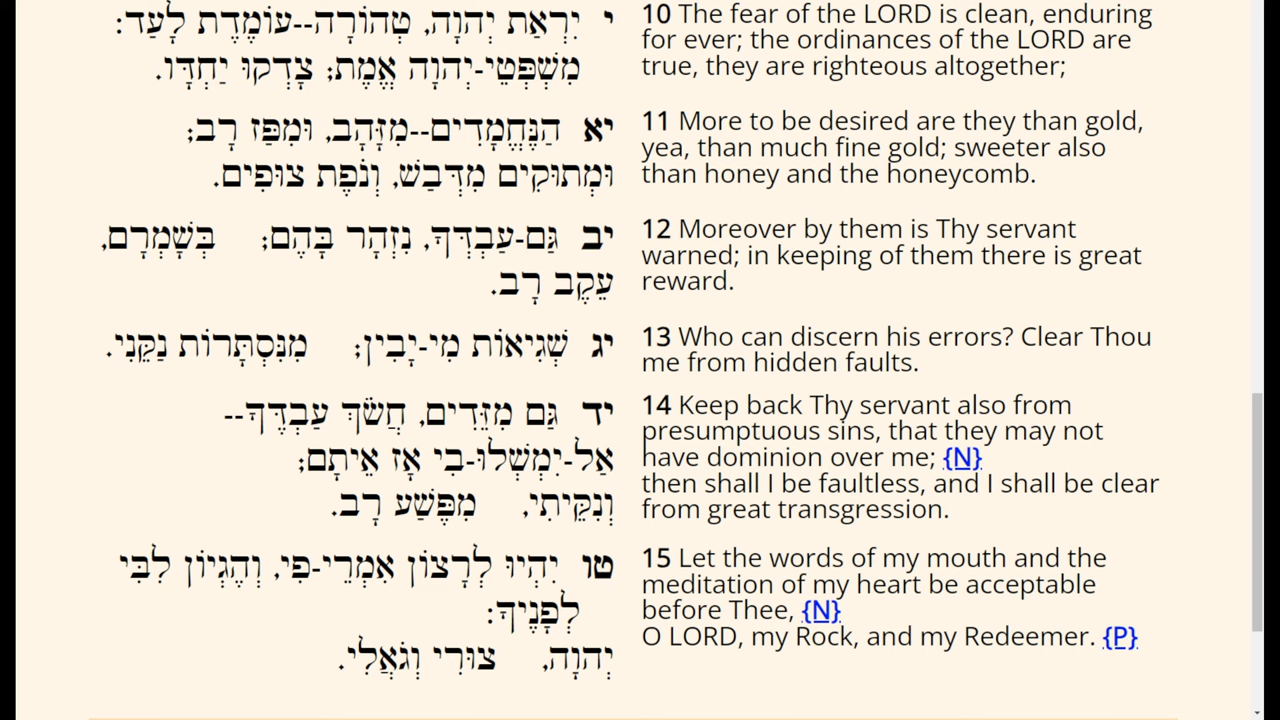 י יִרְאַת יְהוָה, טְהוֹרָה--עוֹמֶדֶת לָעַד:
מִשְׁפְּטֵי-יְהוָה אֱמֶת; צָדְקוּ יַחְדָּו.
יא הַנֶּחֱמָדִים--מִזָּהָב, וּמִפַּז רָב;
וּמְתוּקִים מִדְּבַשׁ, וְנֹפֶת צוּפִים.
יב גַּם-עַבְדְּךָ, נִזְהָר בָּהֶם; בְּשָׁמְרָם,
עֵקֶב רָב.
יג שְׁגִיאוֹת מִי-יָבִין; מִנִּסְתָּרוֹת נַקֵּנִי.
יד גַּם מִזֵּדִים, חֲשֹׂךְ עַבְדֶּךָ--
אַל-יִמְשְׁלוּ-בִי אָז אֵיתָם;
וְנִקֵּיתִי, מִפֶּשַׁע רָב.
טו יִהְיוּ לְרָצוֹן אִמְרֵי-פִי, וְהֶגְיוֹן לִבִּי
לְפָנֶיךָ:
יְהוָה, צוּרִי וְגֹאֲלִי.
10 The fear of the LORD is clean, enduring
for ever; the ordinances of the LORD are
true, they are righteous altogether;
11 More to be desired are they than gold,
yea, than much fine gold; sweeter also
than honey and the honeycomb.
12 Moreover by them is Thy servant
warned; in keeping of them there is great
reward.
13 Who can discern his errors? Clear Thou
me from hidden faults.
14 Keep back Thy servant also from
presumptuous sins, that they may not
have dominion over me; {N}
then shall I be faultless, and I shall be clear
from great transgression.
15 Let the words of my mouth and the
meditation of my heart be acceptable
before Thee, {N}
O LORD, my Rock, and my Redeemer. {P}